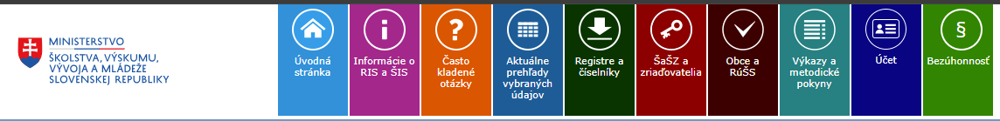 MINISTERSTVO
ŠKOLSTVA, VÝSKUMU,
VÝVOJA A MLÁDEŽE
SLOVENSKEJ REPUBLIKY
Úvodná
stránka
i
Informácie o
RIS a ŠIS
?
Často
kladené
otázky
Aktuálne
prehľady
vybraných
údajov
Registre a
číselníky
ŠaŠZ a
zriaďovatelia
Obce a
RÚŠS
Výkazy a
metodické
pokyny
Účet
§
Bezúhonnosť